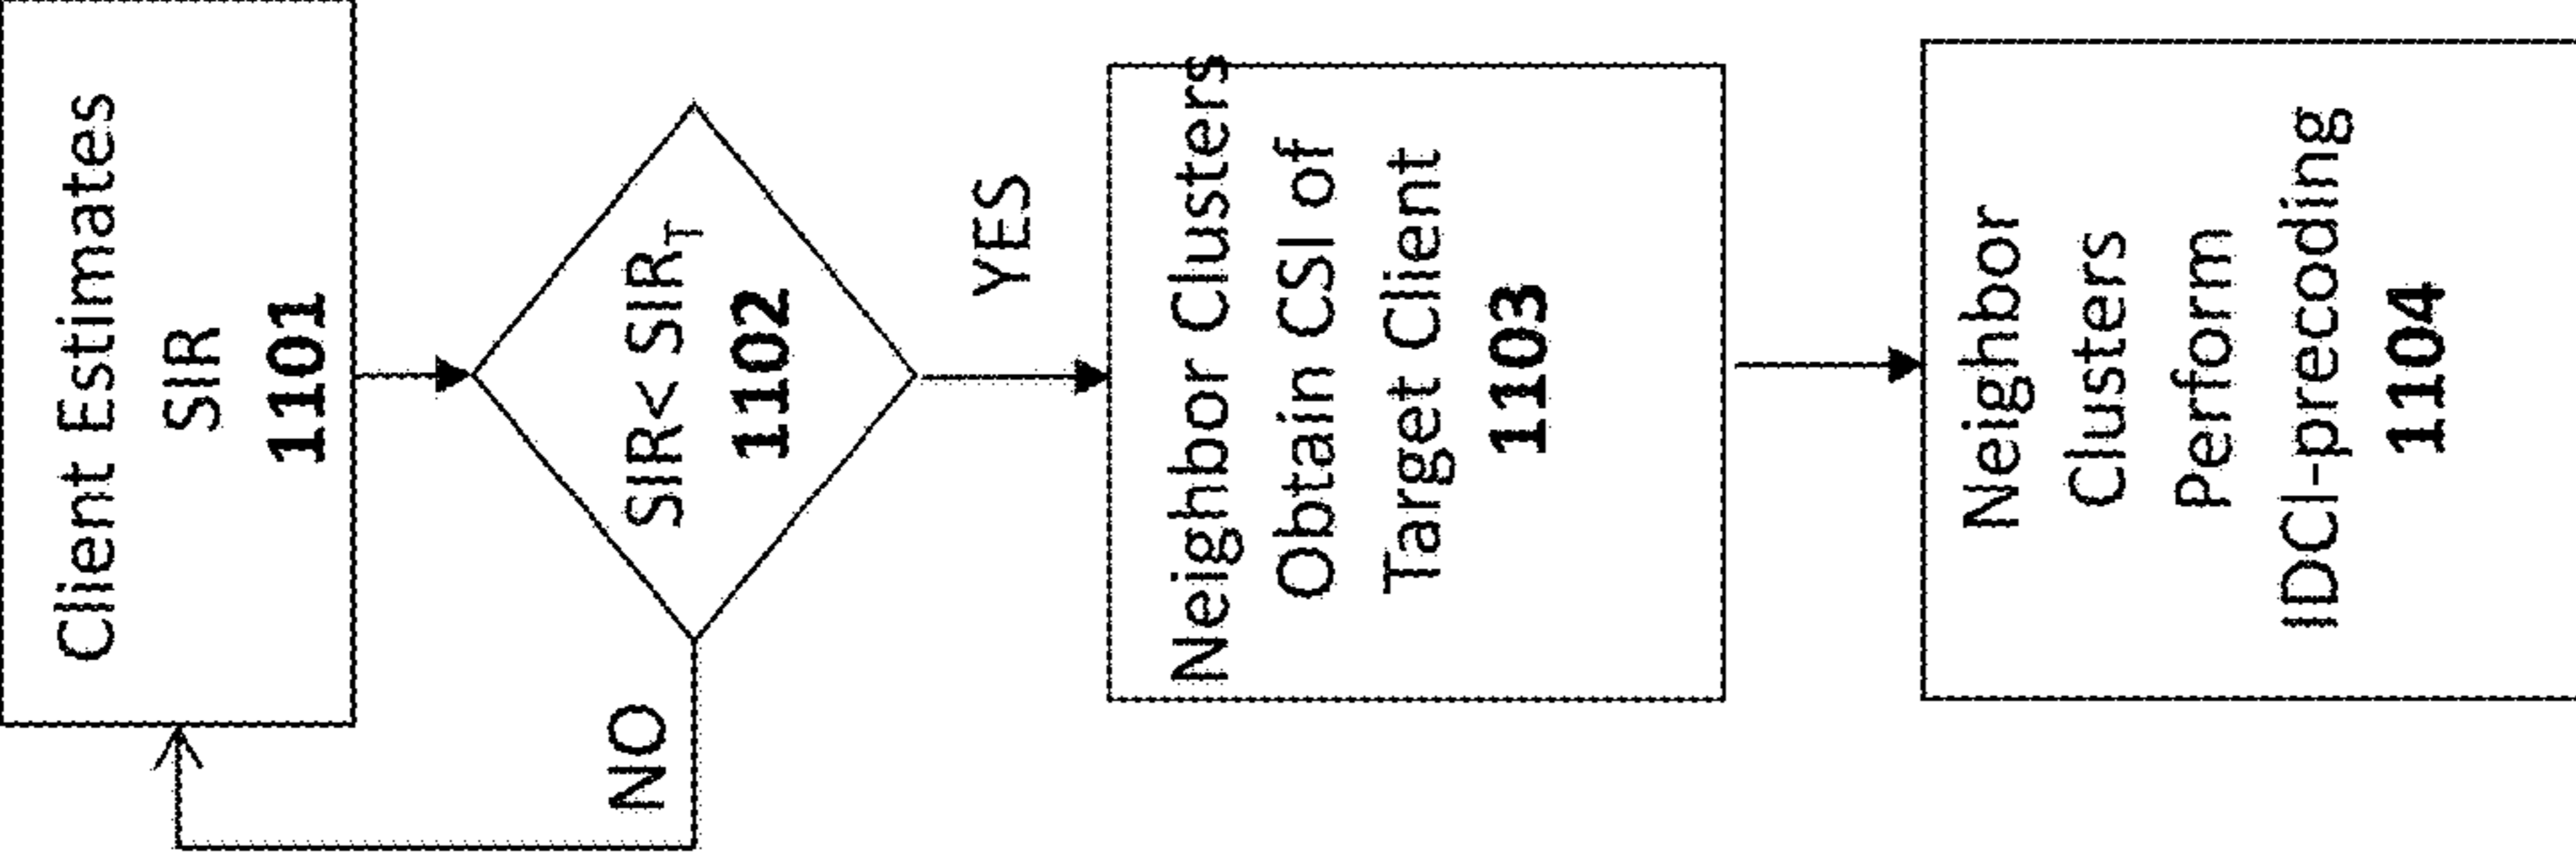 Client Estimates
SIR
1101
SIR< SIR_T
1102
NO
YES
Neighbor Clusters
Obtain CSI of
Target Client
1103
Neighbor
Clusters
Perform
IDCI-precoding
1104